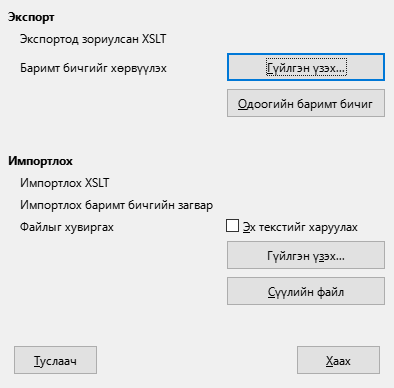 Экспорт
Экспортод зориулсан XSLT
Баримт бичгийг хөрвүүлэх
Гүйлгэн үзэх...
Одоогийн баримт бичиг
Импортлох
Импортлох XSLT
Импортлох баримт бичгийн загвар
Файлыг хувиргах
Эх текстийг харуулах
Гүйлгэн үзэх...
Сүүлийн файл
Туслаач
Хаах